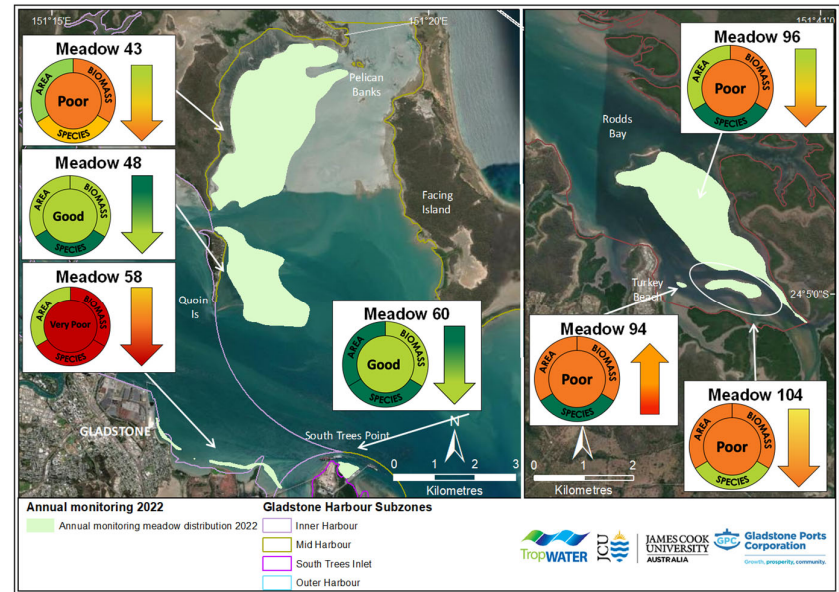 151°15'E
151°20'E
151°41'E
Meadow 43
AREA
BIOMASS
Poor
SPECIES
Pelican
Banks
Meadow 48
AREA
BIOMASS
Good
SPECIES
Facing
Island
Meadow 58
AREA
BIOMASS
Very Poor
SPECIES
Quoin
Is
Meadow 60
AREA
BIOMASS
Good
SPECIES
GLADSTONE
South Trees Point
N
0 1 2 3
Kilometres
Meadow 96
AREA
BIOMASS
Poor
SPECIES
Rodds
Bay
Turkey
Beach
24°5'0"S
Meadow 94
AREA
BIOMASS
Poor
SPECIES
Meadow 104
AREA
BIOMASS
Poor
SPECIES
N
0 1 2
Kilometres
Annual monitoring 2022
Annual monitoring meadow distribution 2022
Gladstone Harbour Subzones
Inner Harbour
Mid Harbour
South Trees Inlet
Outer Harbour
TropWATER
JCU
JAMES COOK
UNIVERSITY
AUSTRALIA
GPC
Gladstone Ports
Corporation
Growth, prosperity, community.